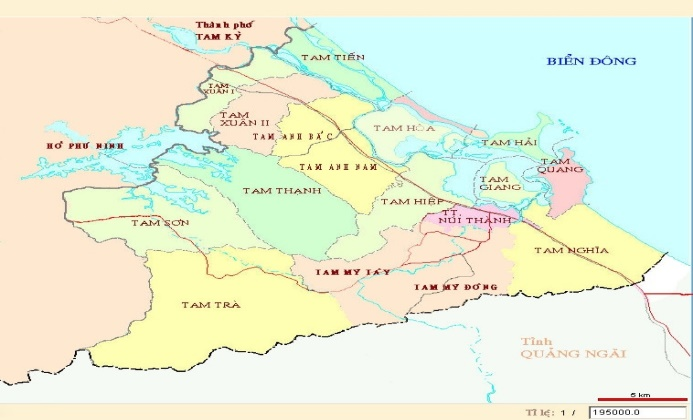 Thành phố
TAM KỲ
TAM TIẾN
BIỂN ĐÔNG
TAM
XUÂN I
TAM
XUÂN II
TAM ANH BẮC
TAM HÒA
TAM HẢI
HỒ PHÚ NINH
TAM ANH NAM
TAM
QUANG
TAM
GIANG
TAM THẠNH
TAM HIỆP
TT.
NÚI THÀNH
TAM SƠN
TAM NGHĨA
TAM MỸ TÂY
TAM MỸ ĐÔNG
TAM TRÀ
Tỉnh
QUẢNG NGÃI
5 km
Tỉ lệ: 1 / 195000.0